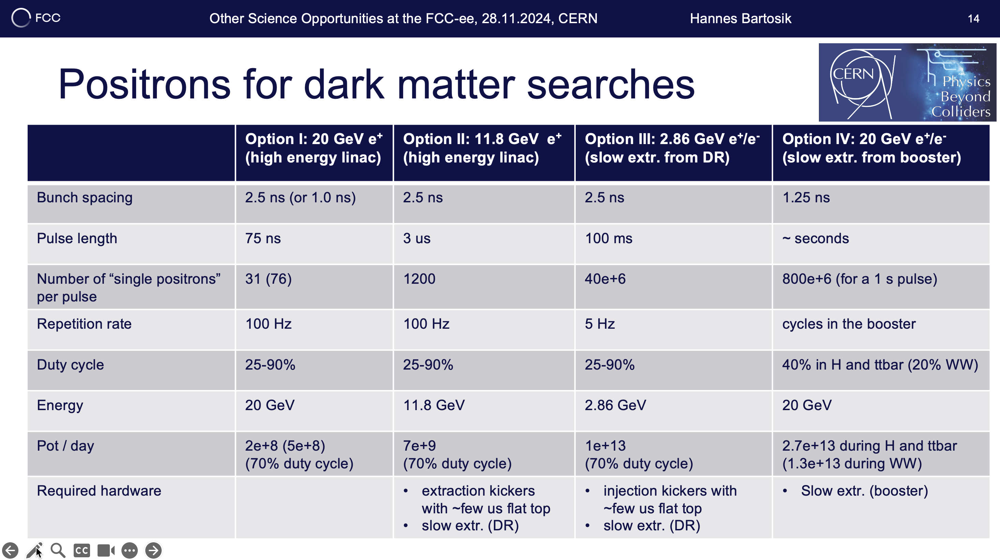 FCC
Other Science Opportunities at the FCC-ee, 28.11.2024, CERN
Hannes Bartosik
14
Positrons for dark matter searches
CERN
Physics
Beyond
Colliders
Option I: 20 GeV e⁺
(high energy linac)
Option II: 11.8 GeV e⁺
(high energy linac)
Option III: 2.86 GeV e⁺/e⁻
(slow extr. from DR)
Option IV: 20 GeV e⁺/e⁻
(slow extr. from booster)
Bunch spacing
2.5 ns (or 1.0 ns)
2.5 ns
2.5 ns
1.25 ns
Pulse length
75 ns
3 us
100 ms
~ seconds
Number of “single positrons”
per pulse
31 (76)
1200
40e+6
800e+6 (for a 1 s pulse)
Repetition rate
100 Hz
100 Hz
5 Hz
cycles in the booster
Duty cycle
25-90%
25-90%
25-90%
40% in H and ttbar (20% WW)
Energy
20 GeV
11.8 GeV
2.86 GeV
20 GeV
Pot / day
2e+8 (5e+8)
(70% duty cycle)
7e+9
(70% duty cycle)
1e+13
(70% duty cycle)
2.7e+13 during H and ttbar
(1.3e+13 during WW)
Required hardware
• extraction kickers
with ~few us flat top
• slow extr. (DR)
• injection kickers with
~few us flat top
• slow extr. (DR)
• Slow extr. (booster)
CC